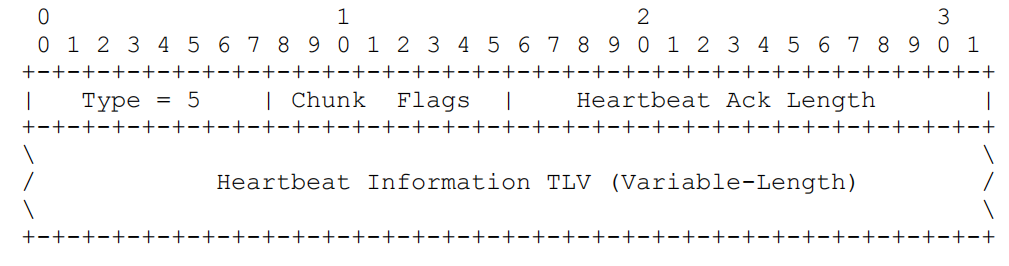 0                   1                   2                   3
 0 1 2 3 4 5 6 7 8 9 0 1 2 3 4 5 6 7 8 9 0 1 2 3 4 5 6 7 8 9 0 1
+-+-+-+-+-+-+-+-+-+-+-+-+-+-+-+-+-+-+-+-+-+-+-+-+-+-+-+-+-+-+-+-+
|   Type = 5    | Chunk  Flags  |    Heartbeat Ack Length       |
+-+-+-+-+-+-+-+-+-+-+-+-+-+-+-+-+-+-+-+-+-+-+-+-+-+-+-+-+-+-+-+-+
\                                                               \
/            Heartbeat Information TLV (Variable-Length)        /
\                                                               \
+-+-+-+-+-+-+-+-+-+-+-+-+-+-+-+-+-+-+-+-+-+-+-+-+-+-+-+-+-+-+-+-+